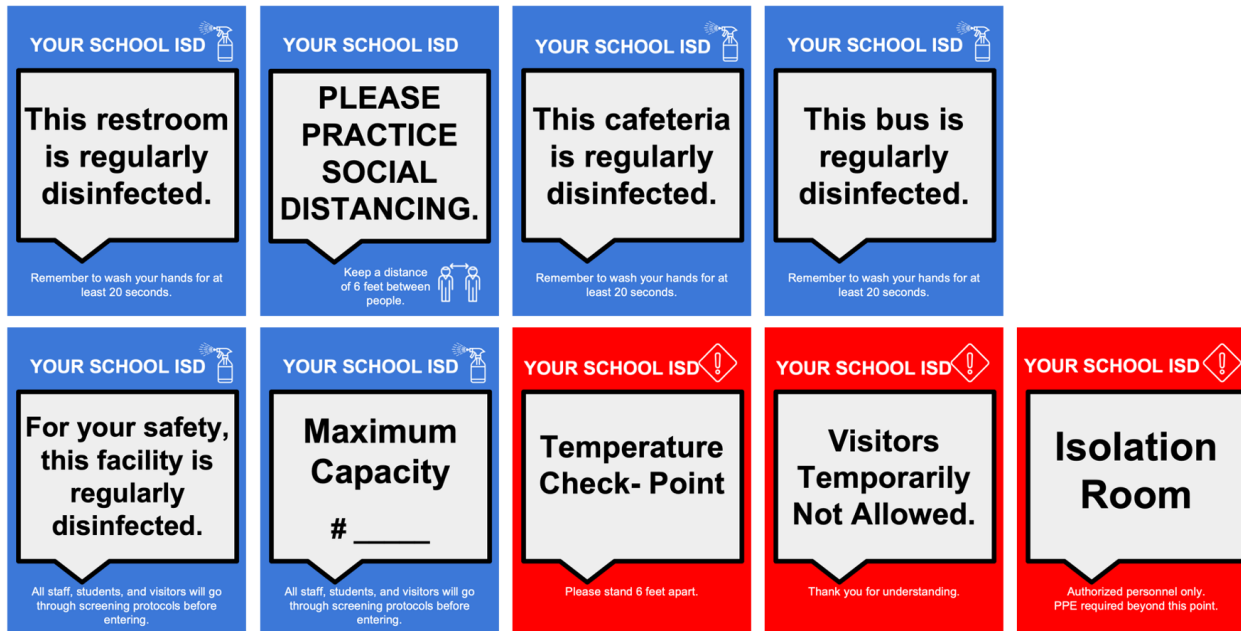 YOUR SCHOOL ISD
This restroom
is regularly
disinfected.
Remember to wash your hands for at
least 20 seconds.
YOUR SCHOOL ISD
PLEASE
PRACTICE
SOCIAL
DISTANCING.
Keep a distance
of 6 feet between
people.
YOUR SCHOOL ISD
This cafeteria
is regularly
disinfected.
Remember to wash your hands for at
least 20 seconds.
YOUR SCHOOL ISD
This bus is
regularly
disinfected.
Remember to wash your hands for at
least 20 seconds.
YOUR SCHOOL ISD
For your safety,
this facility is
regularly
disinfected.
All staff, students, and visitors will go
through screening protocols before
entering.
YOUR SCHOOL ISD
Maximum
Capacity
# _____
All staff, students, and visitors will go
through screening protocols before
entering.
YOUR SCHOOL ISD
Temperature
Check- Point
Please stand 6 feet apart.
YOUR SCHOOL ISD
Visitors
Temporarily
Not Allowed.
Thank you for understanding.
YOUR SCHOOL ISD
Isolation
Room
Authorized personnel only.
PPE required beyond this point.